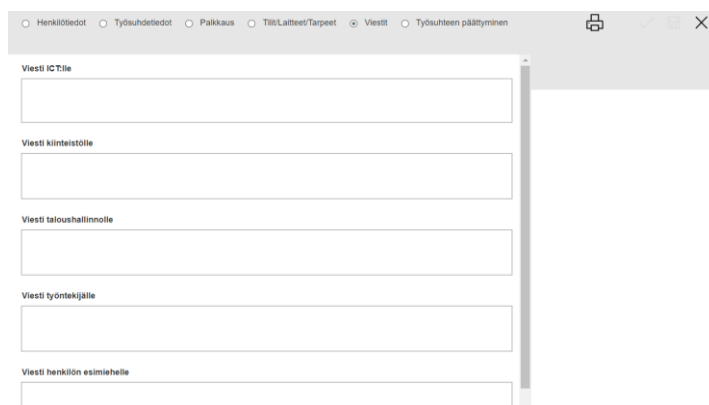 Henkilötiedot Työsuhdetiedot Palkkaus Tilit/Laitteet/Tarpeet Viestit Työsuhteen päättyminen
Viesti ICT:lle
Viesti kiinteistölle
Viesti taloushallinnolle
Viesti työntekijälle
Viesti henkilön esimiehelle